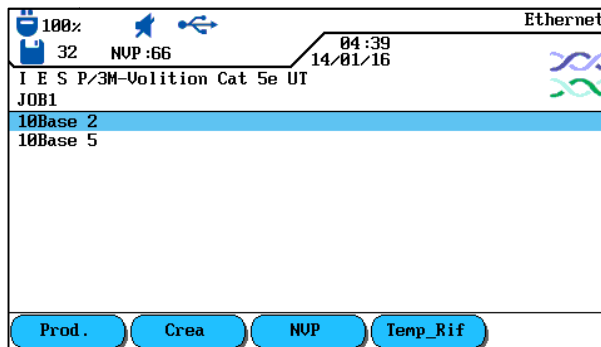 100% Ethernet
32 NVP:66 04:39
14/01/16
I E S P/3M-Volition Cat 5e UT
JOB1
10Base 2
10Base 5
Prod. Crea NVP Temp_Rif